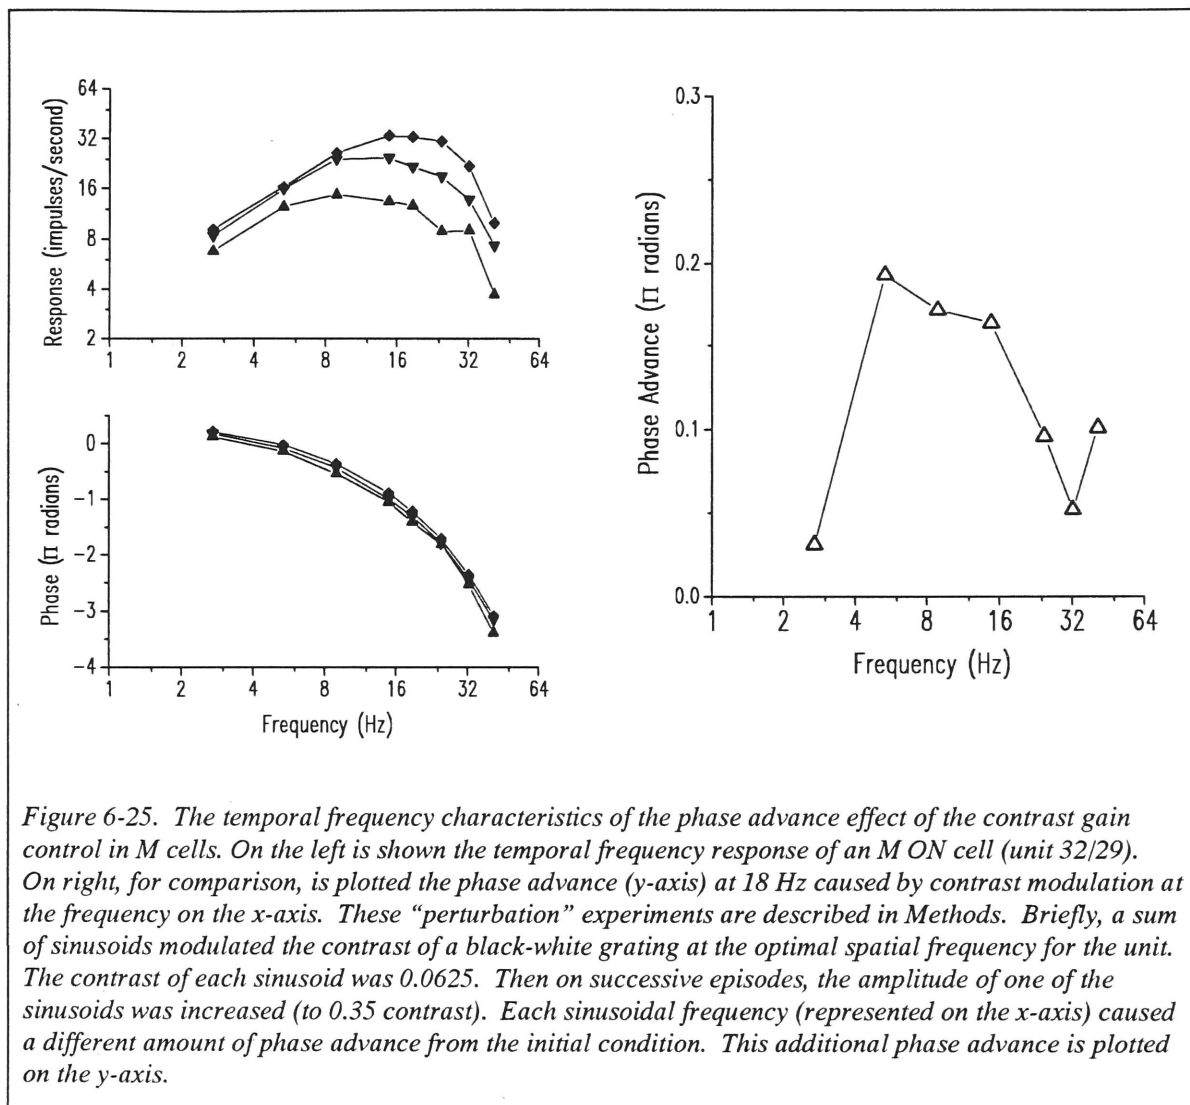 64
32
16
8
4
2
Response (impulses/second)
1 2 4 8 16 32 64
0
−1
−2
−3
−4
Phase (Π radians)
1 2 4 8 16 32 64
Frequency (Hz)
0.3
0.2
0.1
0.0
Phase Advance (Π radians)
1 2 4 8 16 32 64
Frequency (Hz)
Figure 6-25. The temporal frequency characteristics of the phase advance effect of the contrast gain
control in M cells. On the left is shown the temporal frequency response of an M ON cell (unit 32/29).
On right, for comparison, is plotted the phase advance (y-axis) at 18 Hz caused by contrast modulation at
the frequency on the x-axis. These “perturbation” experiments are described in Methods. Briefly, a sum
of sinusoids modulated the contrast of a black-white grating at the optimal spatial frequency for the unit.
The contrast of each sinusoid was 0.0625. Then on successive episodes, the amplitude of one of the
sinusoids was increased (to 0.35 contrast). Each sinusoidal frequency (represented on the x-axis) caused
a different amount of phase advance from the initial condition. This additional phase advance is plotted
on the y-axis.